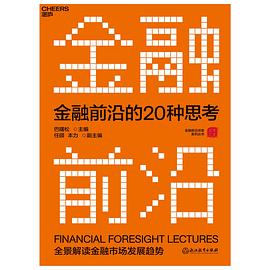 CHEERS
湛庐
金融
金融前沿的20种思考
巴曙松 主编
任颋 本力 副主编
前沿
FINANCIAL FORESIGHT LECTURES
全景解读金融市场发展趋势
浙江教育出版社